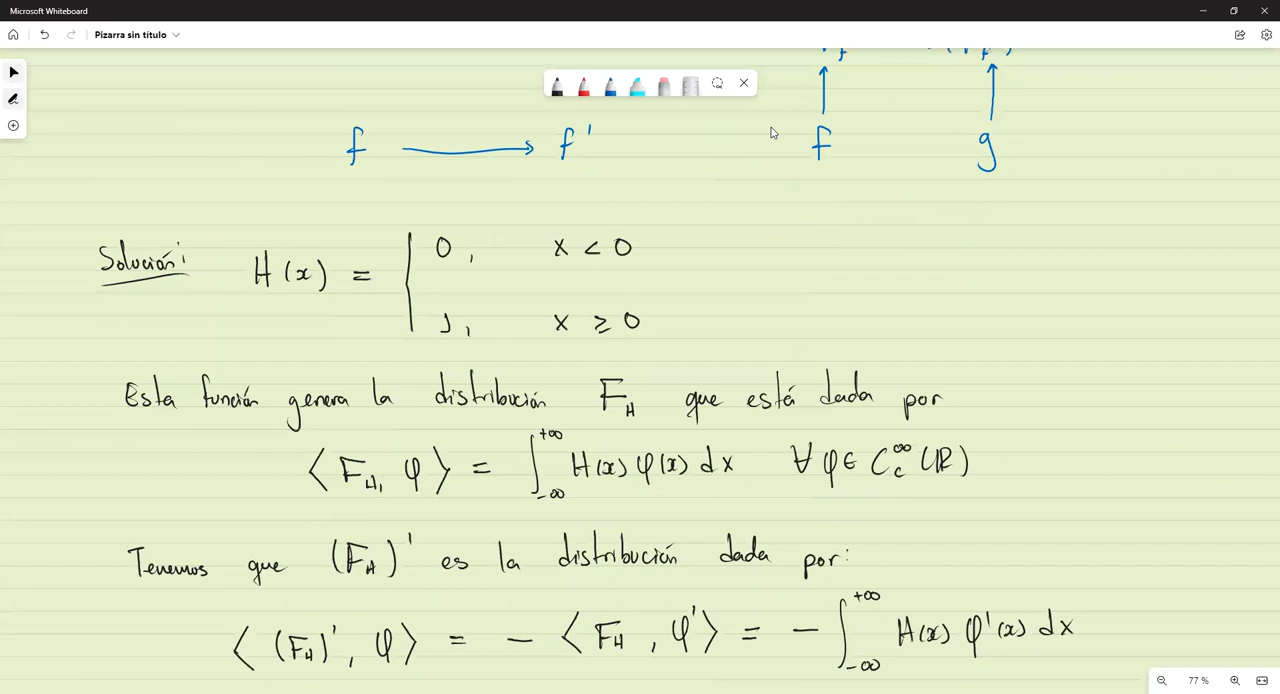 Microsoft Whiteboard
Pizarra sin título
f ⟶ f'
f g
Solución: H(x) = { 0, x < 0
1, x ≥ 0
Esta función genera la distribución F_H que está dada por
⟨ F_H, φ ⟩ = ∫_{-∞}^{+∞} H(x) φ(x) dx ∀ φ ∈ C_c^∞(ℝ)
Tenemos que (F_H)' es la distribución dada por:
⟨ (F_H)', φ ⟩ = - ⟨ F_H, φ' ⟩ = - ∫_{-∞}^{+∞} H(x) φ'(x) dx
77 %